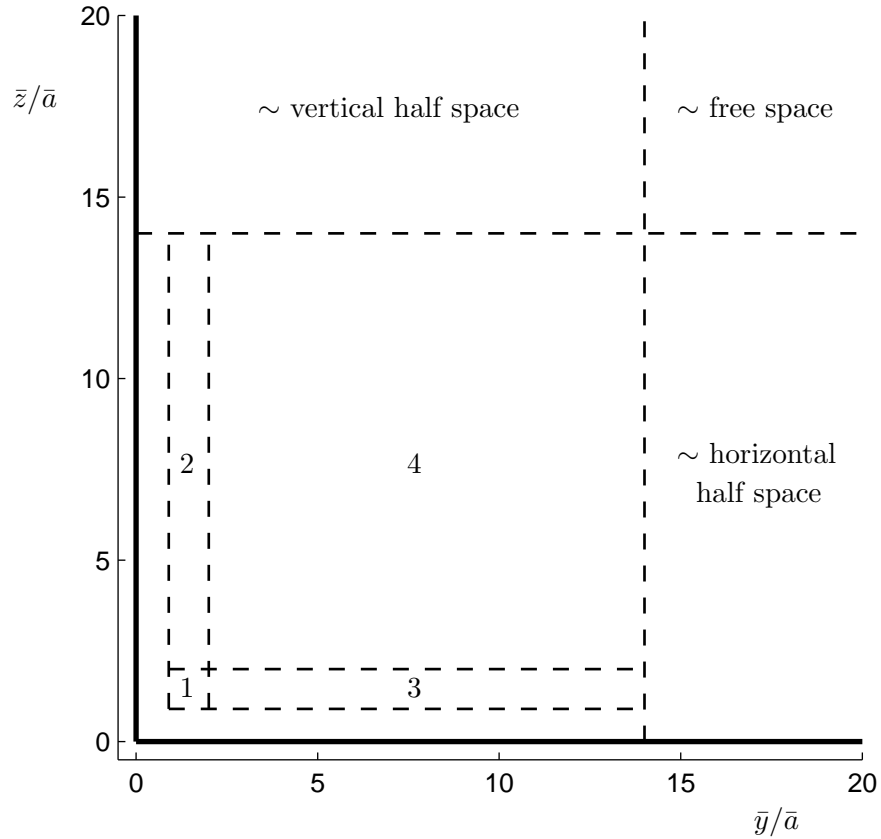 20
z̄/ā
∼ vertical half space
∼ free space
15
10
2
4
∼ horizontal
half space
5
1
3
0
0
5
10
15
20
ȳ/ā